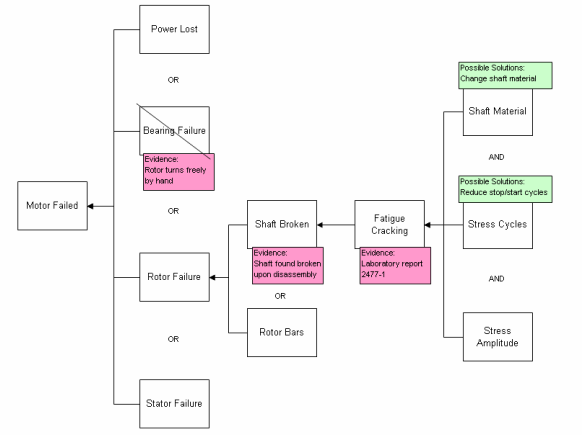 Power Lost
OR
Bearing Failure
Evidence:
Rotor turns freely
by hand
OR
Motor Failed
Rotor Failure
OR
Stator Failure
Shaft Broken
Evidence:
Shaft found broken
upon disassembly
OR
Rotor Bars
Fatigue
Cracking
Evidence:
Laboratory report
2477-1
Possible Solutions:
Change shaft material
Shaft Material
AND
Possible Solutions:
Reduce stop/start cycles
Stress Cycles
AND
Stress
Amplitude